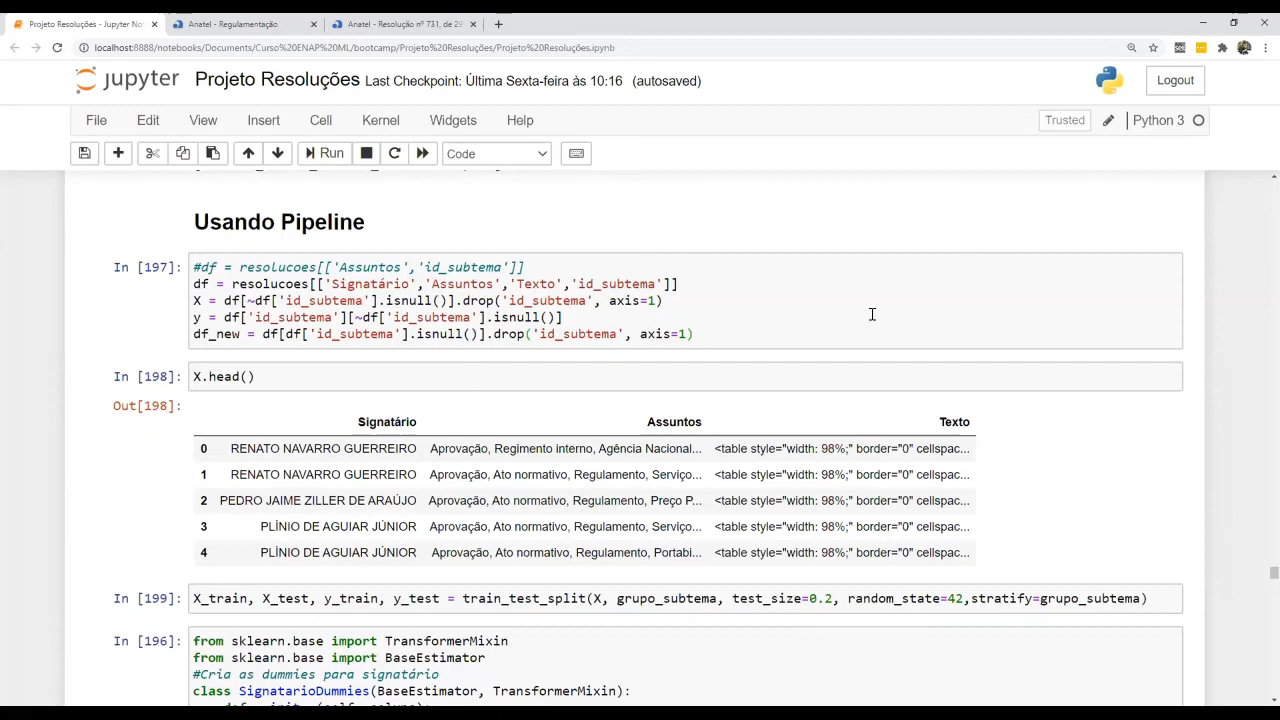 Projeto Resoluções - Jupyter No
Anatel - Regulamentação
Anatel - Resolução nº 731, de 2
localhost:8888/notebooks/Documents/Curso%20ENAP%20ML/bootcamp/Projeto%20Resoluções/Projeto%20Resoluções.ipynb
jupyter Projeto Resoluções Last Checkpoint: Última Sexta-feira às 10:16 (autosaved)
Logout
File Edit View Insert Cell Kernel Widgets Help
Trusted
Python 3
Run
Code
Usando Pipeline
In [197]: #df = resolucoes[['Assuntos','id_subtema']]
df = resolucoes[['Signatário','Assuntos','Texto','id_subtema']]
X = df[~df['id_subtema'].isnull()].drop('id_subtema', axis=1)
y = df['id_subtema'][~df['id_subtema'].isnull()]
df_new = df[df['id_subtema'].isnull()].drop('id_subtema', axis=1)
In [198]: X.head()
Out[198]:
Signatário Assuntos Texto
0 RENATO NAVARRO GUERREIRO Aprovação, Regimento interno, Agência Nacional... <table style="width: 98%;" border="0" cellspac...
1 RENATO NAVARRO GUERREIRO Aprovação, Ato normativo, Regulamento, Serviço... <table style="width: 98%;" border="0" cellspac...
2 PEDRO JAIME ZILLER DE ARAÚJO Aprovação, Ato normativo, Regulamento, Preço P... <table style="width: 98%;" border="0" cellspac...
3 PLÍNIO DE AGUIAR JÚNIOR Aprovação, Ato normativo, Regulamento, Serviço... <table style="width: 98%;" border="0" cellspac...
4 PLÍNIO DE AGUIAR JÚNIOR Aprovação, Ato normativo, Regulamento, Portabi... <table style="width: 98%;" border="0" cellspac...
In [199]: X_train, X_test, y_train, y_test = train_test_split(X, grupo_subtema, test_size=0.2, random_state=42,stratify=grupo_subtema)
In [196]: from sklearn.base import TransformerMixin
from sklearn.base import BaseEstimator
#Cria as dummies para signatário
class SignatarioDummies(BaseEstimator, TransformerMixin):